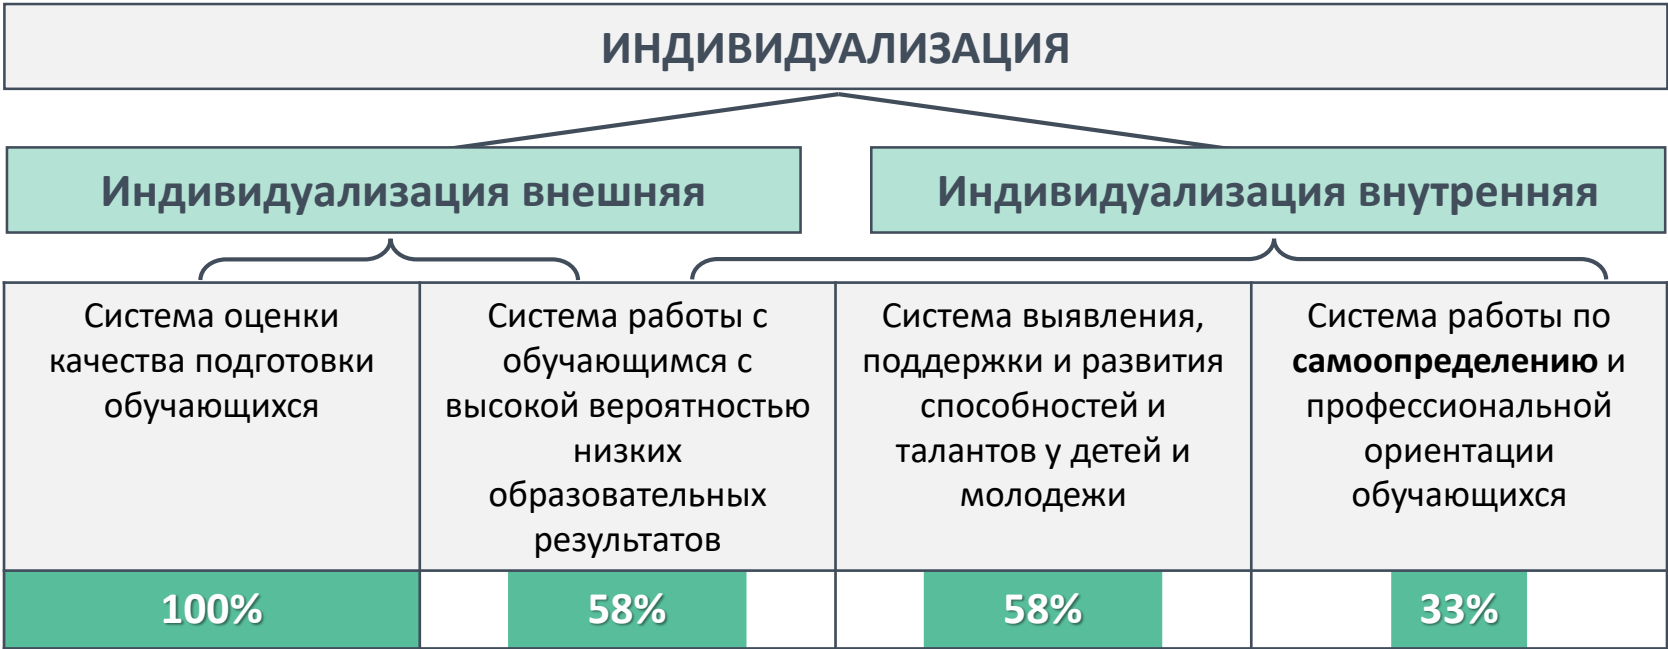 ИНДИВИДУАЛИЗАЦИЯ
Индивидуализация внешняя
Индивидуализация внутренняя
Система оценки
качества подготовки
обучающихся
Система работы с
обучающимся с
высокой вероятностью
низких
образовательных
результатов
Система выявления,
поддержки и развития
способностей и
талантов у детей и
молодежи
Система работы по
самоопределению и
профессиональной
ориентации
обучающихся
100%
58%
58%
33%